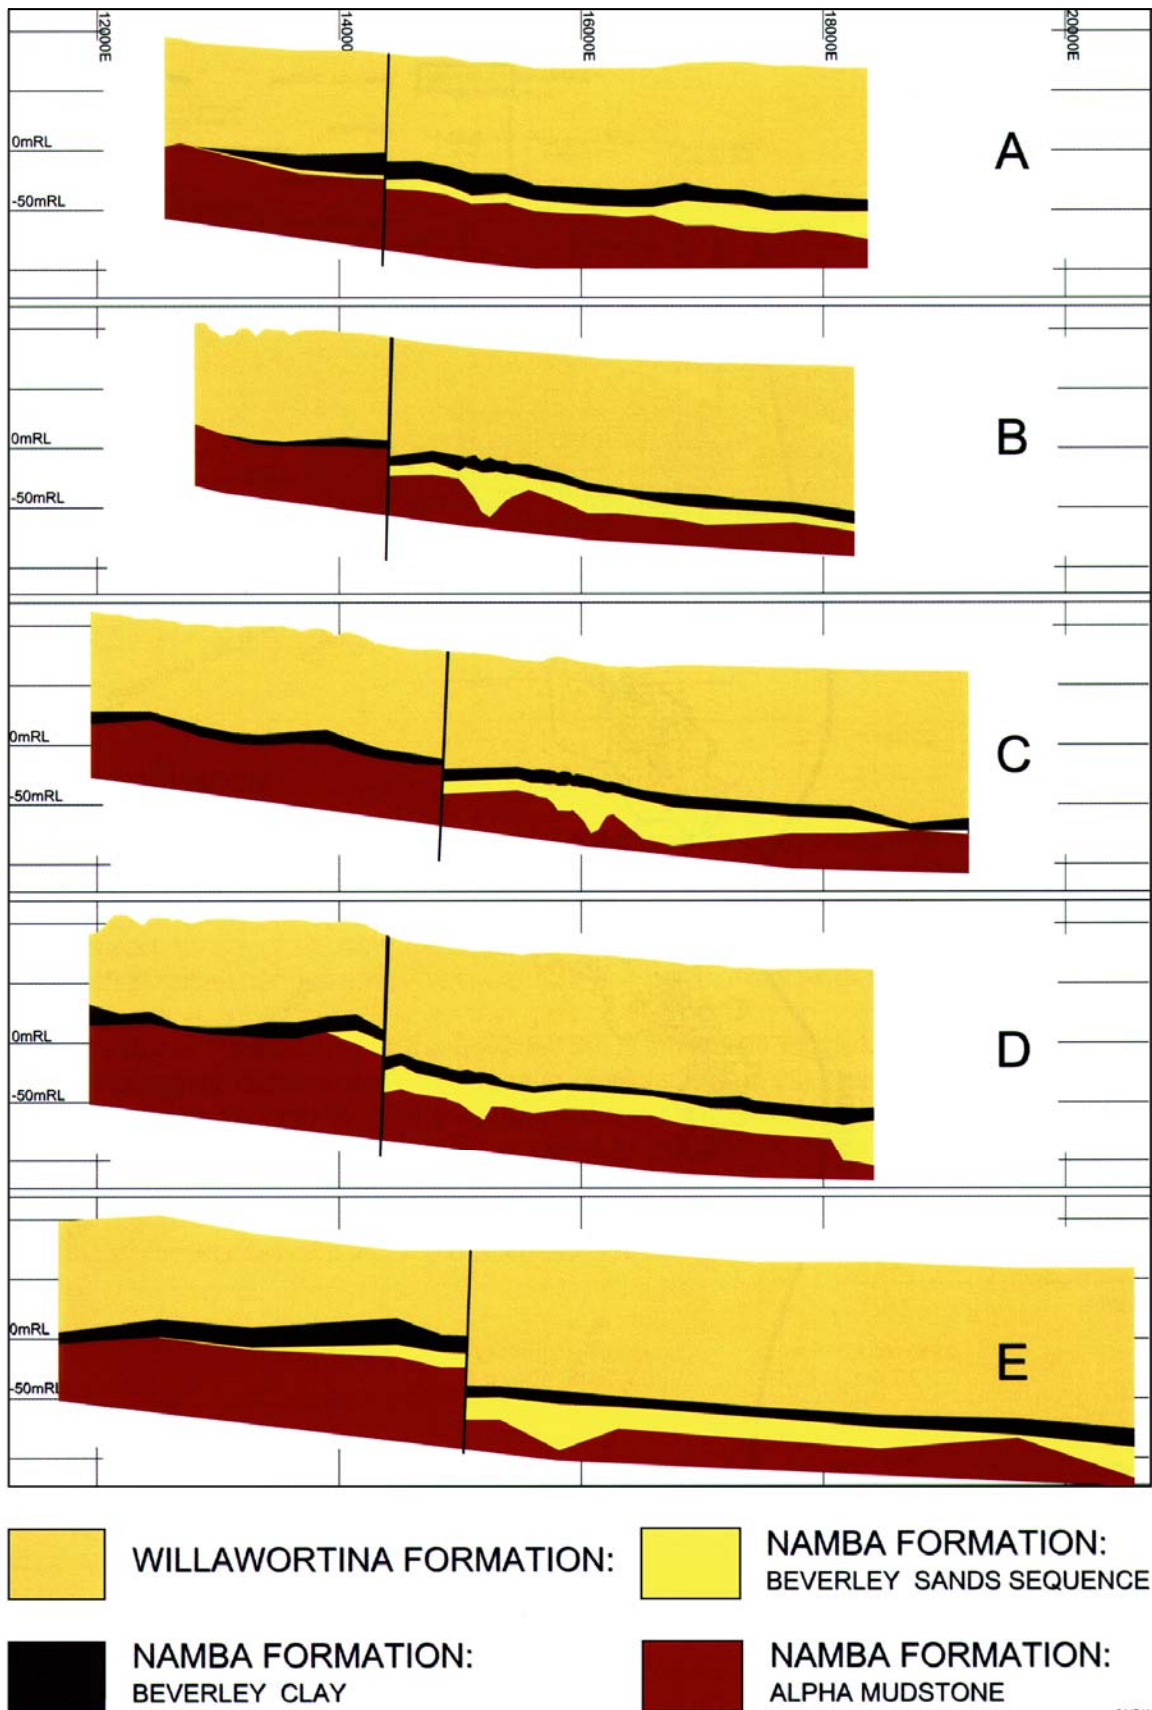 12000E
14000
16000E
18000E
20000E
0mRL
-50mRL
A
0mRL
-50mRL
B
0mRL
-50mRL
C
0mRL
-50mRL
D
0mRL
-50mRL
E
WILLAWORTINA FORMATION:
NAMBA FORMATION:
BEVERLEY SANDS SEQUENCE
NAMBA FORMATION:
BEVERLEY CLAY
NAMBA FORMATION:
ALPHA MUDSTONE